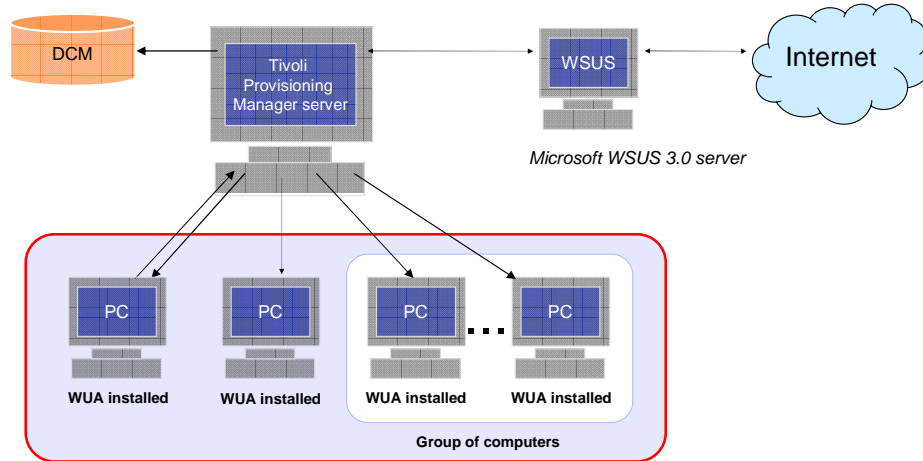 DCM
Tivoli
Provisioning
Manager server
WSUS
Internet
Microsoft WSUS 3.0 server
PC
PC
PC
PC
WUA installed
WUA installed
WUA installed
WUA installed
Group of computers